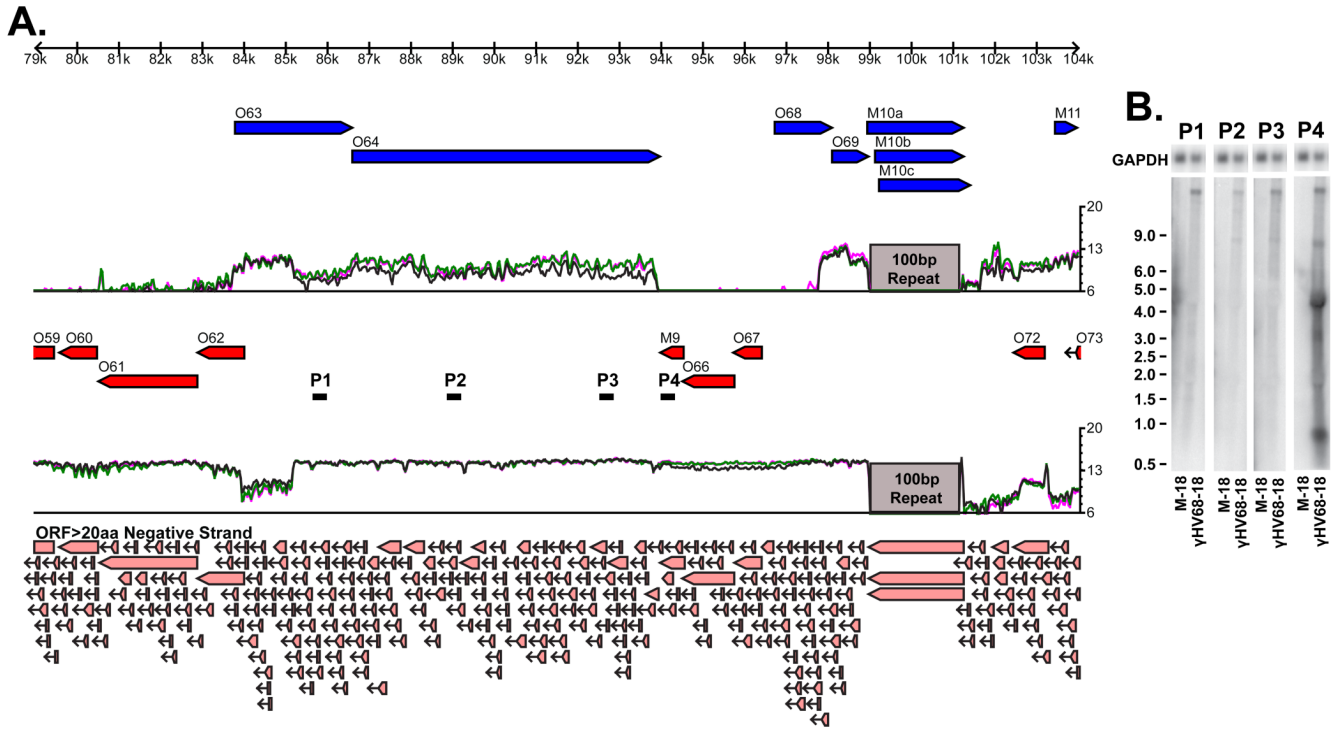 A.
79k 80k 81k 82k 83k 84k 85k 86k 87k 88k 89k 90k 91k 92k 93k 94k 95k 96k 97k 98k 99k 100k 101k 102k 103k 104k
O63 O68 M10a M11
O64 O69 M10b
M10c
20
13
6
100bp
Repeat
O59 O60 O62 M9 O67 O72 O73
O61 O66
P1 P2 P3 P4
20
13
6
100bp
Repeat
ORF>20aa Negative Strand
B.
P1 P2 P3 P4
GAPDH
9.0
6.0
5.0
4.0
3.0
2.5
2.0
1.5
1.0
0.5
M-18 γHV68-18 M-18 γHV68-18 M-18 γHV68-18 M-18 γHV68-18